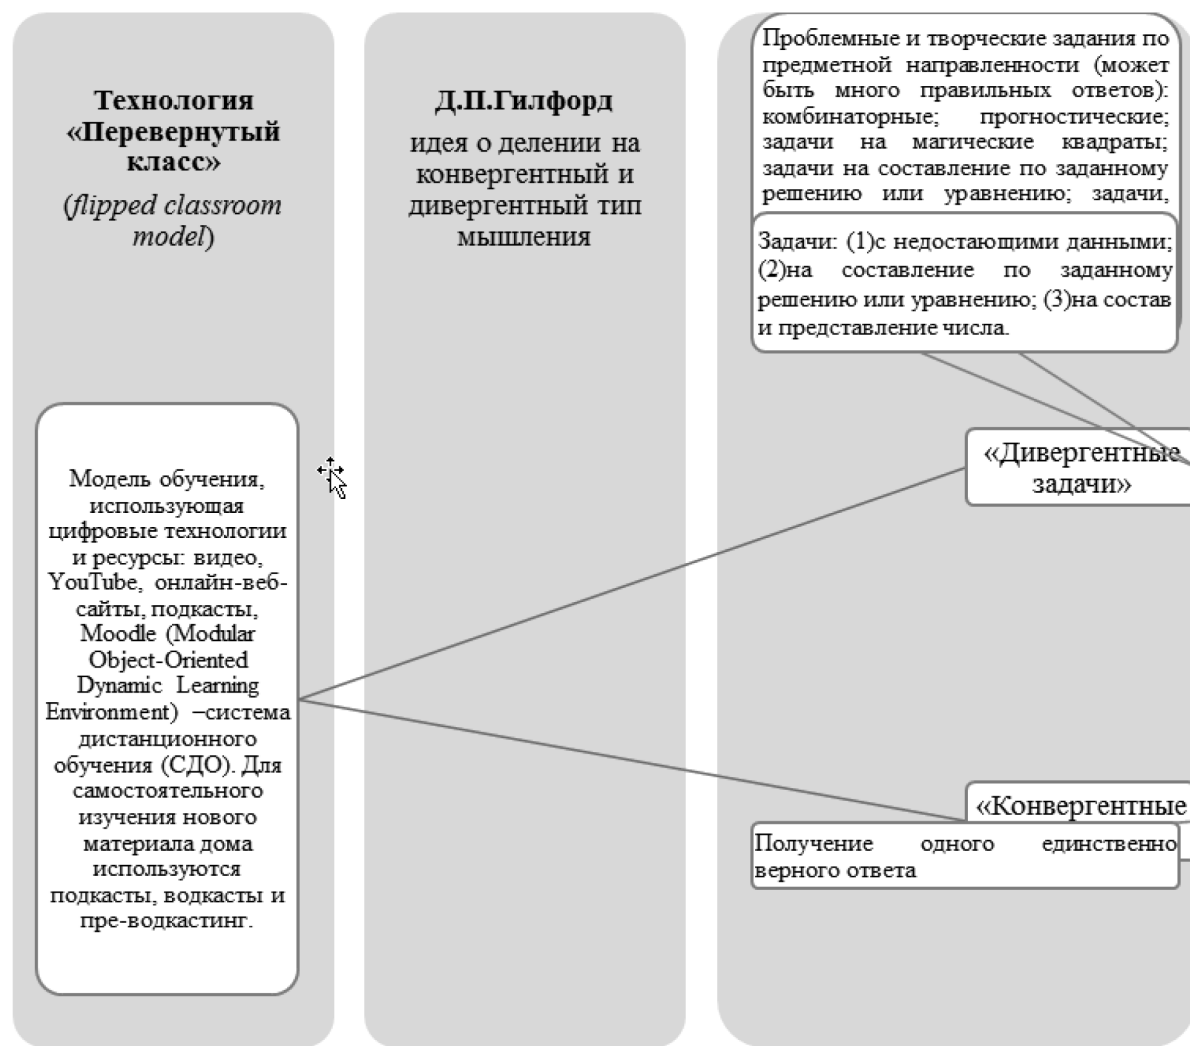 Технология
«Перевернутый
класс»
(flipped classroom
model)
Модель обучения,
использующая
цифровые технологии
и ресурсы: видео,
YouTube, онлайн-веб-
сайты, подкасты,
Moodle (Modular
Object-Oriented
Dynamic Learning
Environment) –система
дистанционного
обучения (СДО). Для
самостоятельного
изучения нового
материала дома
используются
подкасты, водкасты и
пре-водкастинг.
Д.П.Гилфорд
идея о делении на
конвергентный и
дивергентный тип
мышления
Проблемные и творческие задания по
предметной направленности (может
быть много правильных ответов):
комбинаторные; прогностические;
задачи на магические квадраты;
задачи на составление по заданному
решению или уравнению; задачи,
Задачи: (1)с недостающими данными;
(2)на составление по заданному
решению или уравнению; (3)на состав
и представление числа.
«Дивергентные
задачи»
«Конвергентные
Получение одного единственно
верного ответа